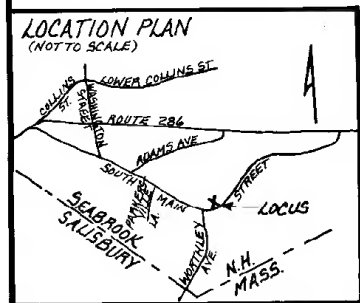 LOCATION PLAN
(NOT TO SCALE)
COLLINS ST.
WASHINGTON STREET
LOWER COLLINS ST.
ROUTE 286
ADAMS AVE
SOUTH MAIN STREET
LA.
X LOCUS
SEABROOK
SALISBURY
WORTHLEY AVE.
N.H.
MASS.